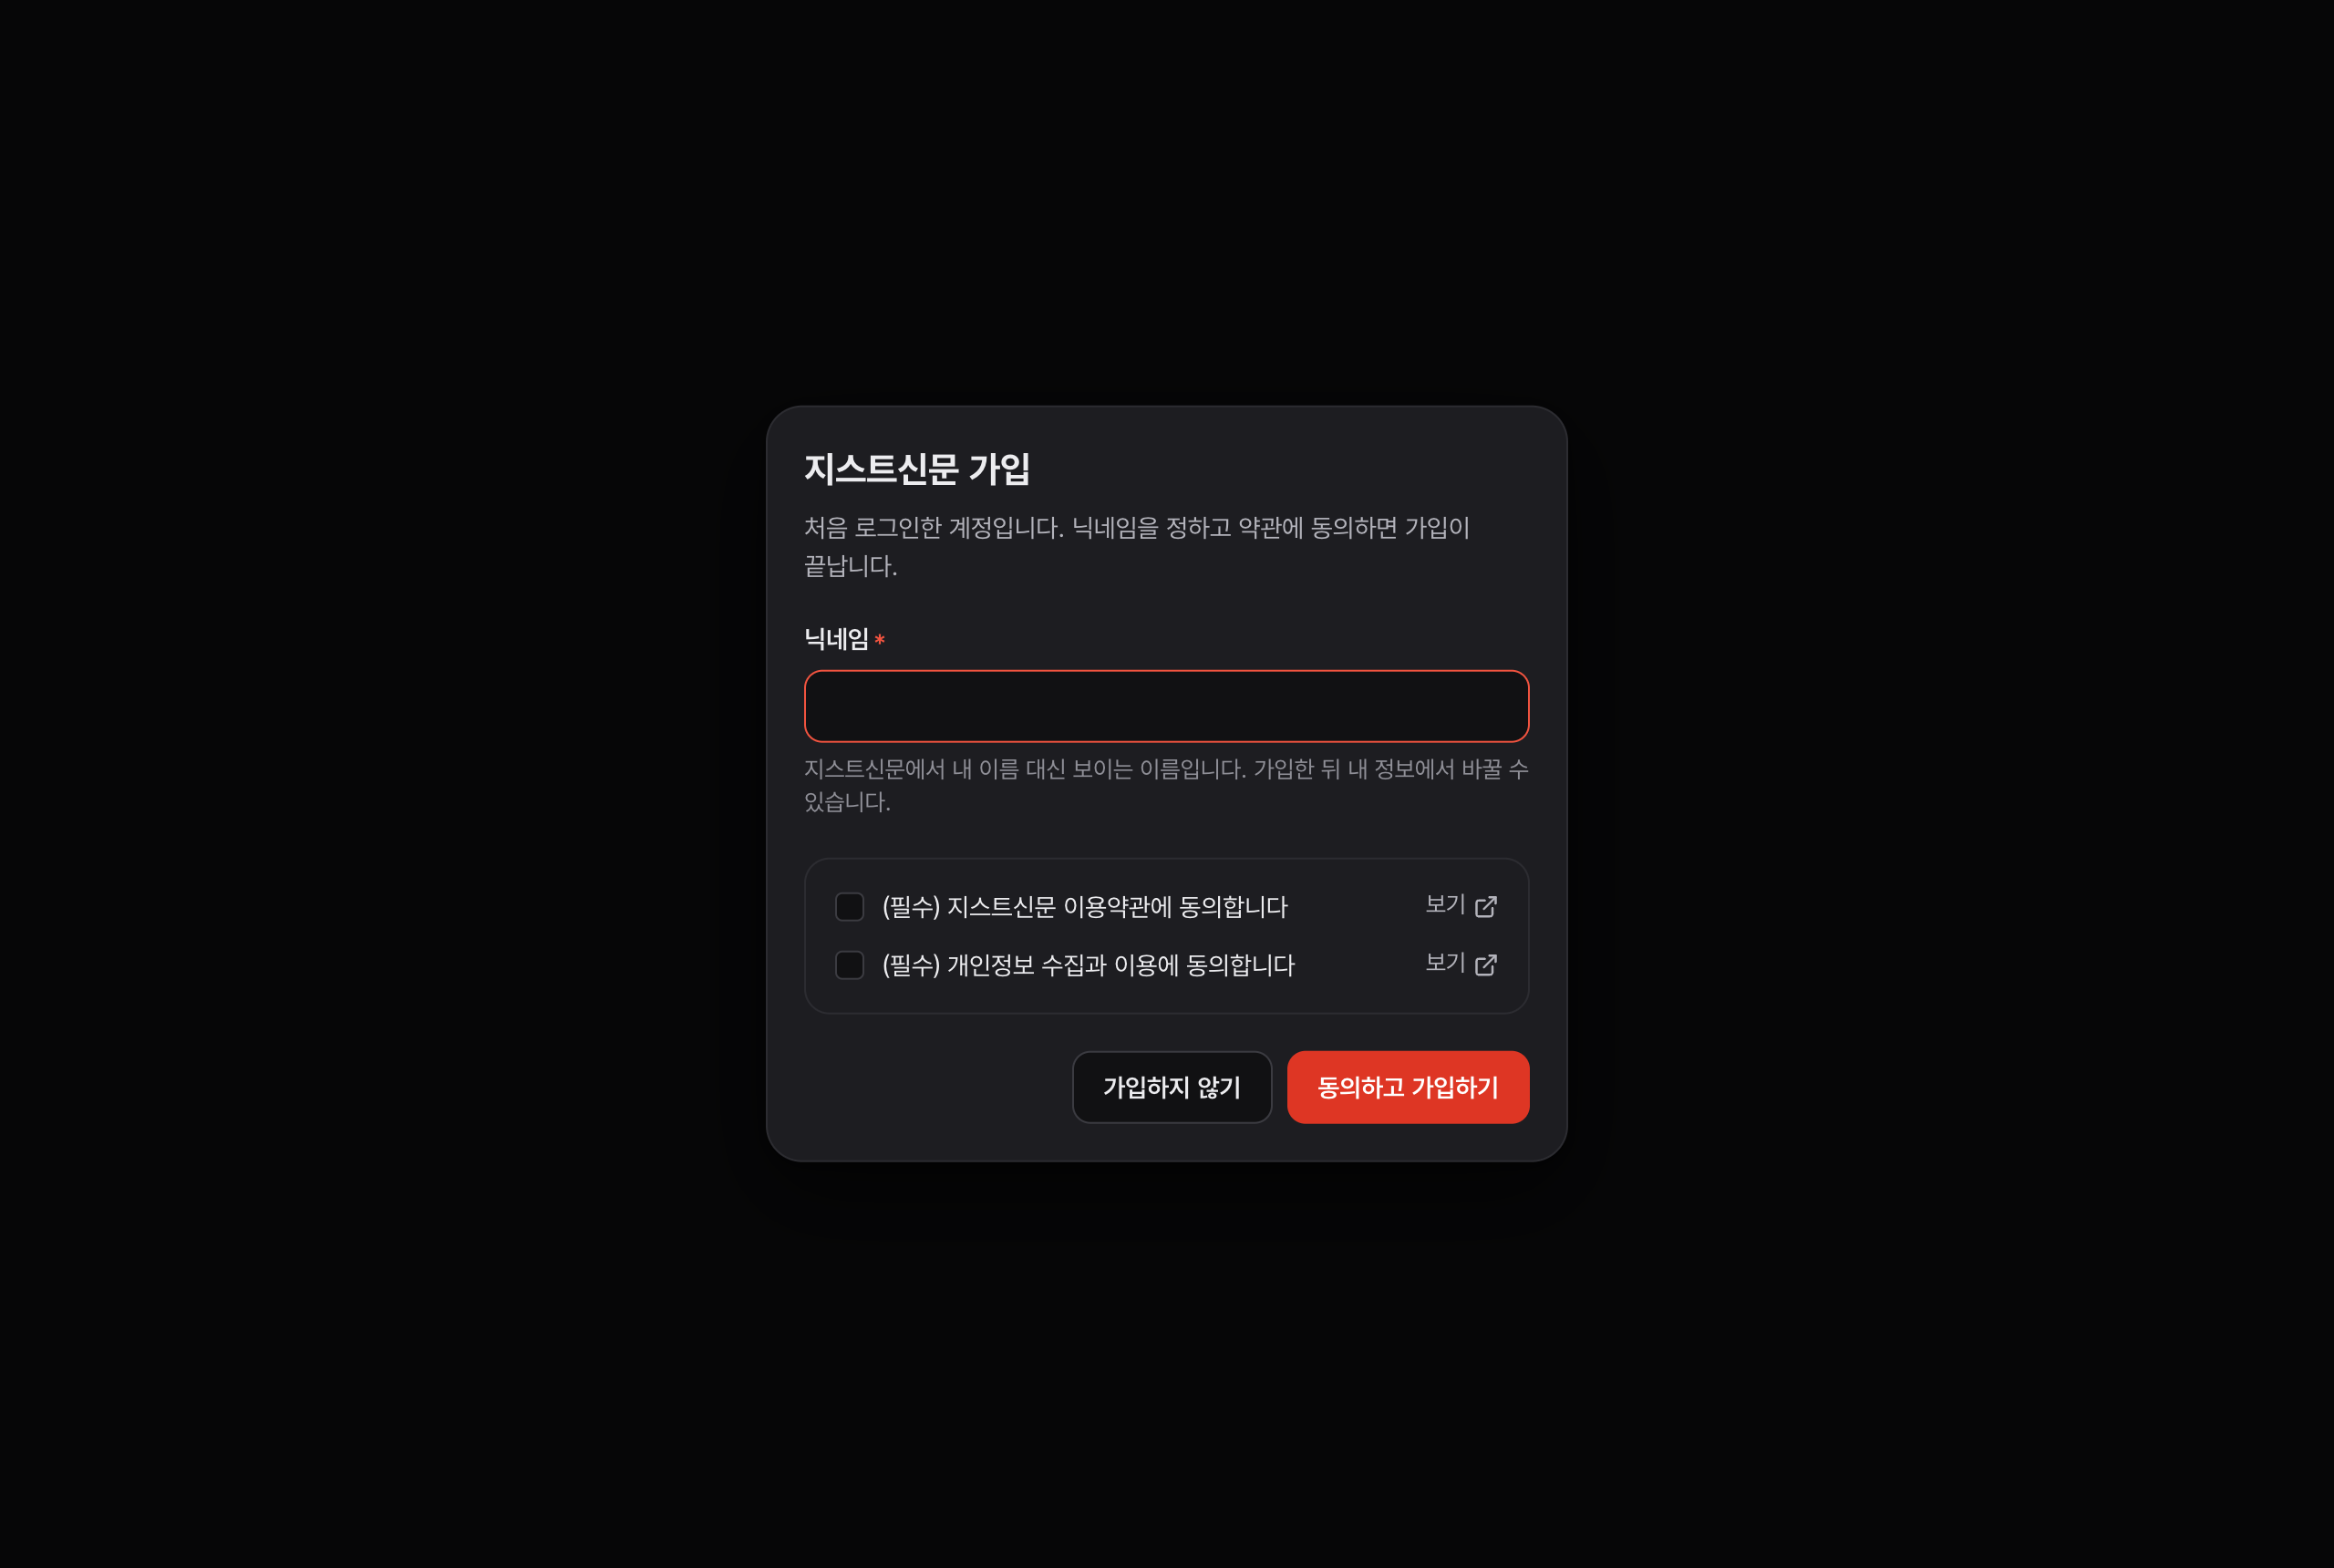 지스트신문 가입
처음 로그인한 계정입니다. 닉네임을 정하고 약관에 동의하면 가입이
끝납니다.
닉네임 *
지스트신문에서 내 이름 대신 보이는 이름입니다. 가입한 뒤 내 정보에서 바꿀 수
있습니다.
(필수) 지스트신문 이용약관에 동의합니다 보기
(필수) 개인정보 수집과 이용에 동의합니다 보기
가입하지 않기 동의하고 가입하기